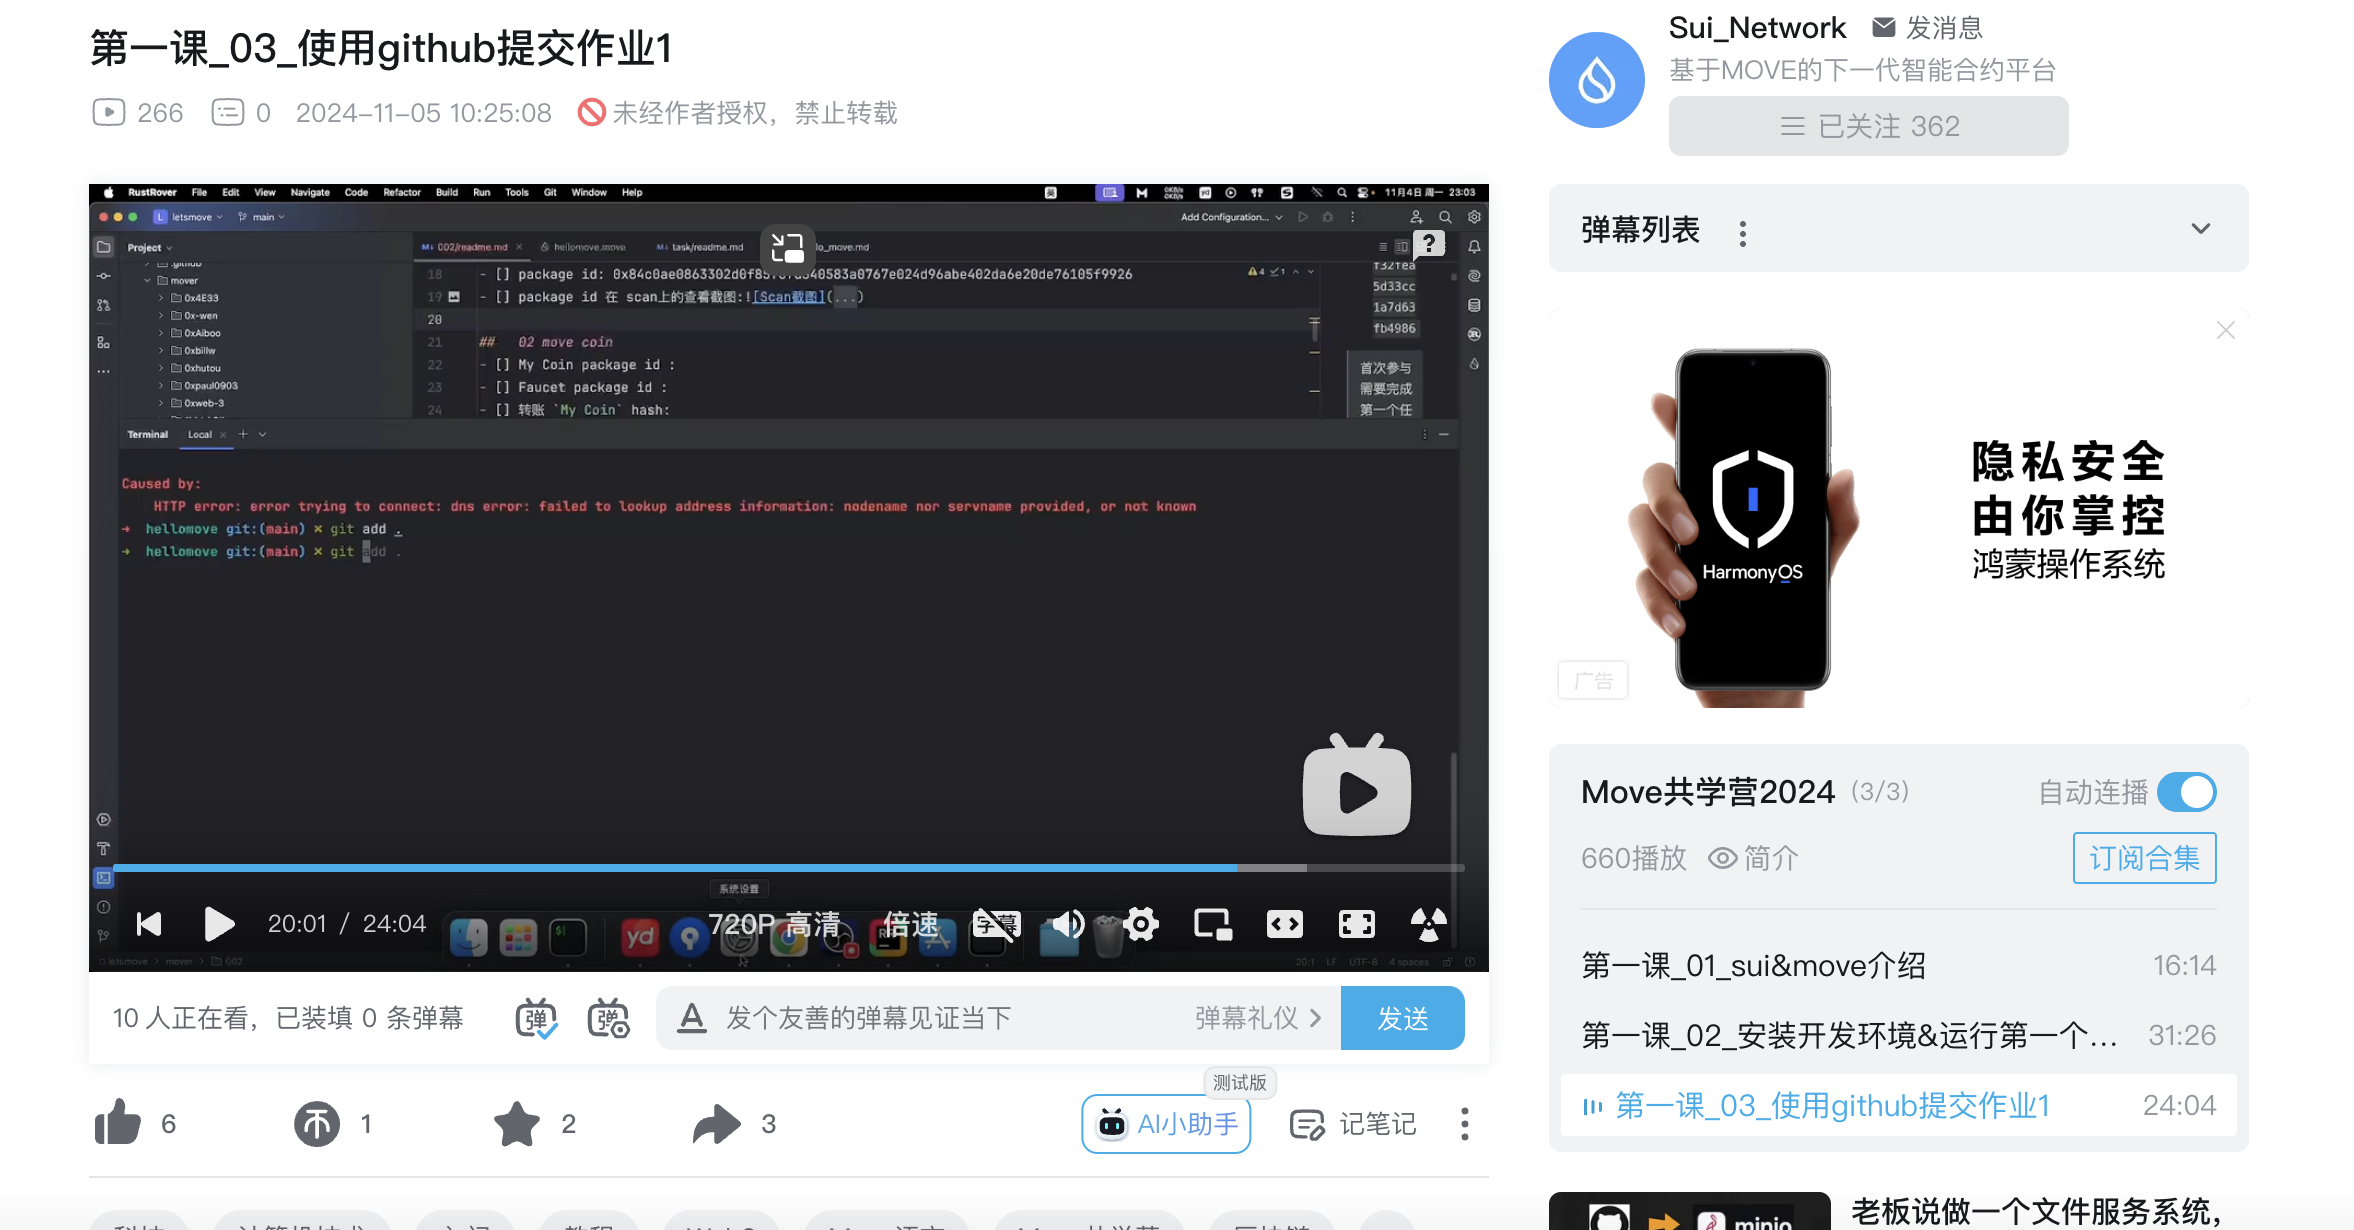 第一课_03_使用github提交作业1
266 0 2024-11-05 10:25:08 未经作者授权，禁止转载
RustRover File Edit View Navigate Code Refactor Build Run Tools Git Window Help
11月4日 周一 23:03
L letsmove main
Add Configuration...
Project
002/readme.md
hellomove.move
task/readme.md
lo_move.md
.github
mover
0x4E33
0x-wen
0xAiboo
0xbillw
0xhutou
0xpaul0903
0xweb-3
19 - [] package id 在 scan上的查看截图:![Scan截图](...)
20
21 ## 02 move coin
22 - [] My Coin package id :
23 - [] Faucet package id :
24 - [] 转账 `My Coin` hash:
f32fea
5d33cc
1a7d63
fb4986
首次参与
需要完成
第一个任
Terminal Local
Caused by:
HTTP error: error trying to connect: dns error: failed to lookup address information: nodename nor servname provided, or not known
→ hellomove git:(main) × git add .
→ hellomove git:(main) × git add .
系统设置
20:01 / 24:04
yd
720P 高清
倍速
字幕
letsmove > mover > 002
20:1 LF UTF-8 4 spaces
10 人正在看，已装填 0 条弹幕
弹
弹
发个友善的弹幕见证当下
弹幕礼仪 >
发送
6
1
2
3
测试版
AI小助手
记笔记
Sui_Network 发消息
基于MOVE的下一代智能合约平台
已关注 362
弹幕列表
HarmonyOS
隐私安全
由你掌控
鸿蒙操作系统
广告
Move共学营2024 (3/3)
自动连播
660播放 简介
订阅合集
第一课_01_sui&move介绍 16:14
第一课_02_安装开发环境&运行第一个... 31:26
第一课_03_使用github提交作业1 24:04
minio
老板说做一个文件服务系统，